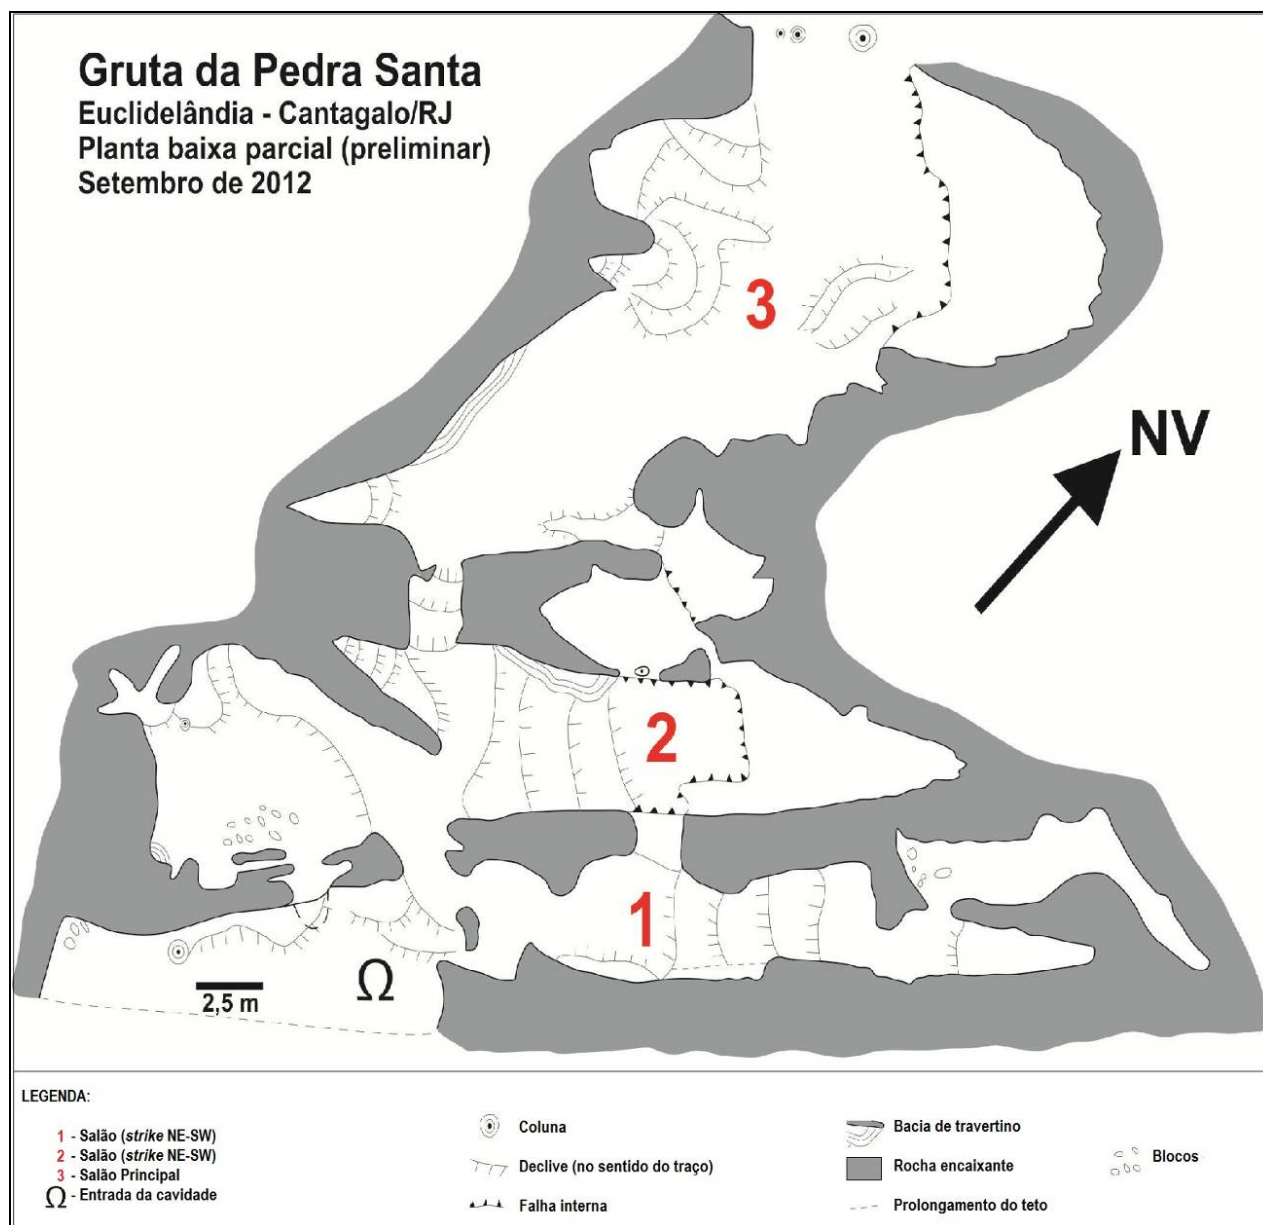 Gruta da Pedra Santa
Euclidelândia - Cantagalo/RJ
Planta baixa parcial (preliminar)
Setembro de 2012
3
NV
2
1
Ω
2,5 m
LEGENDA:
1 - Salão (strike NE-SW)
2 - Salão (strike NE-SW)
3 - Salão Principal
Ω - Entrada da cavidade
Coluna
Declive (no sentido do traço)
Falha interna
Bacia de travertino
Rocha encaixante
Prolongamento do teto
Blocos